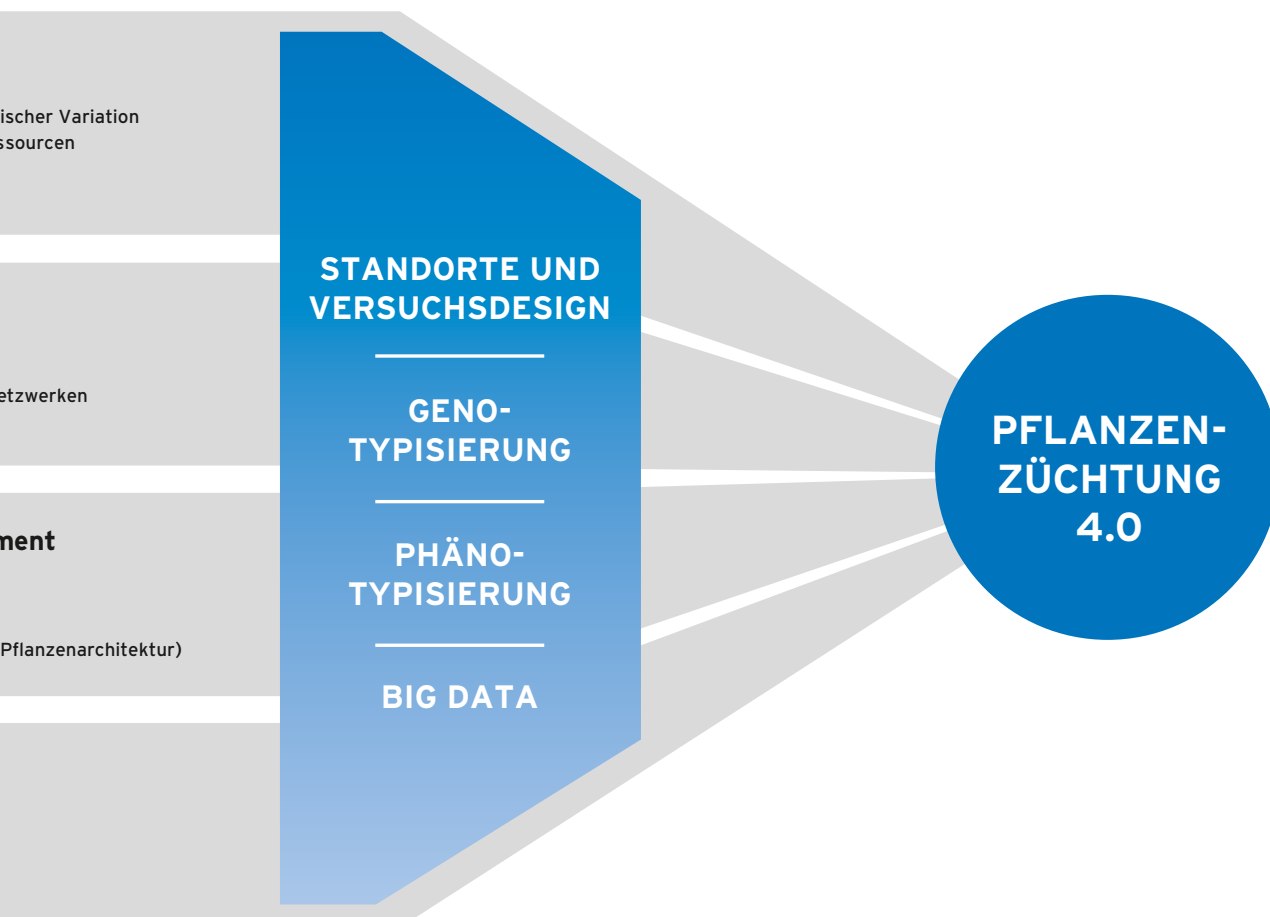 ischer Variation
ssourcen
etzwerken
ment
Pflanzenarchitektur)
STANDORTE UND
VERSUCHSDESIGN
GENO-
TYPISIERUNG
PHÄNO-
TYPISIERUNG
BIG DATA
PFLANZEN-
ZÜCHTUNG
4.0